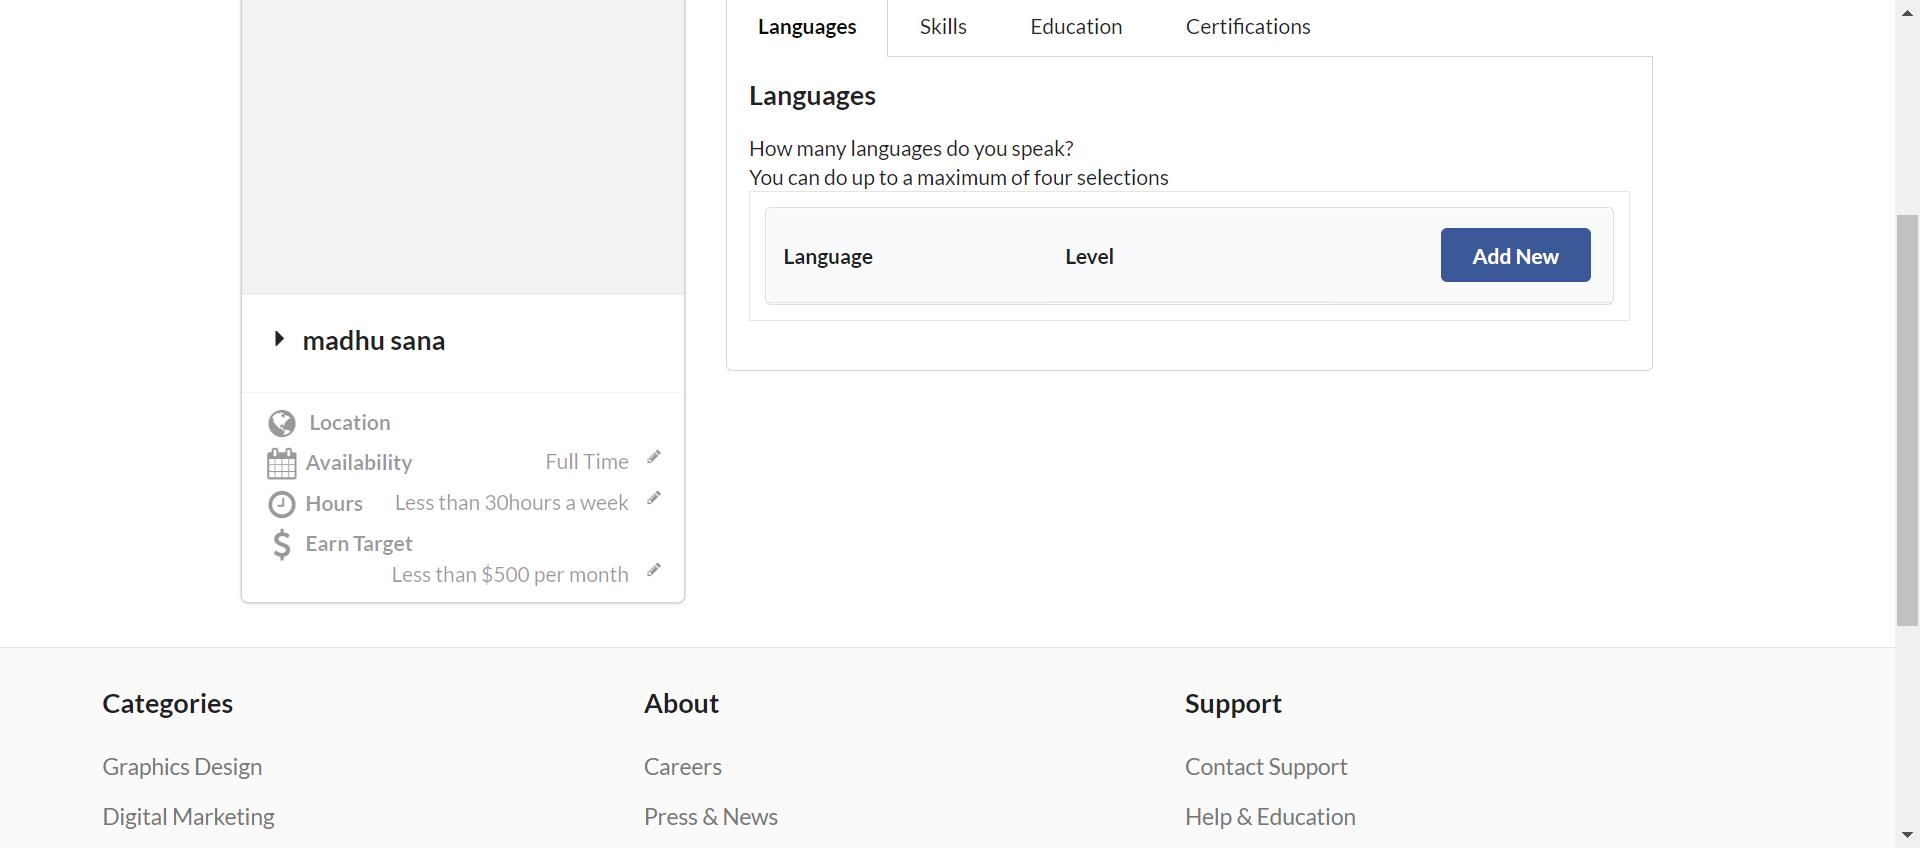 Languages Skills Education Certifications
Languages
How many languages do you speak?
You can do up to a maximum of four selections
Language Level Add New
madhu sana
Location
Availability Full Time
Hours Less than 30hours a week
Earn Target
Less than $500 per month
Categories About Support
Graphics Design Careers Contact Support
Digital Marketing Press & News Help & Education